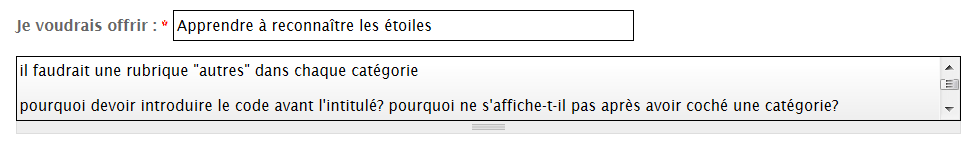 Je voudrais offrir : * Apprendre à reconnaître les étoiles
il faudrait une rubrique "autres" dans chaque catégorie
pourquoi devoir introduire le code avant l'intitulé? pourquoi ne s'affiche-t-il pas après avoir coché une catégorie?